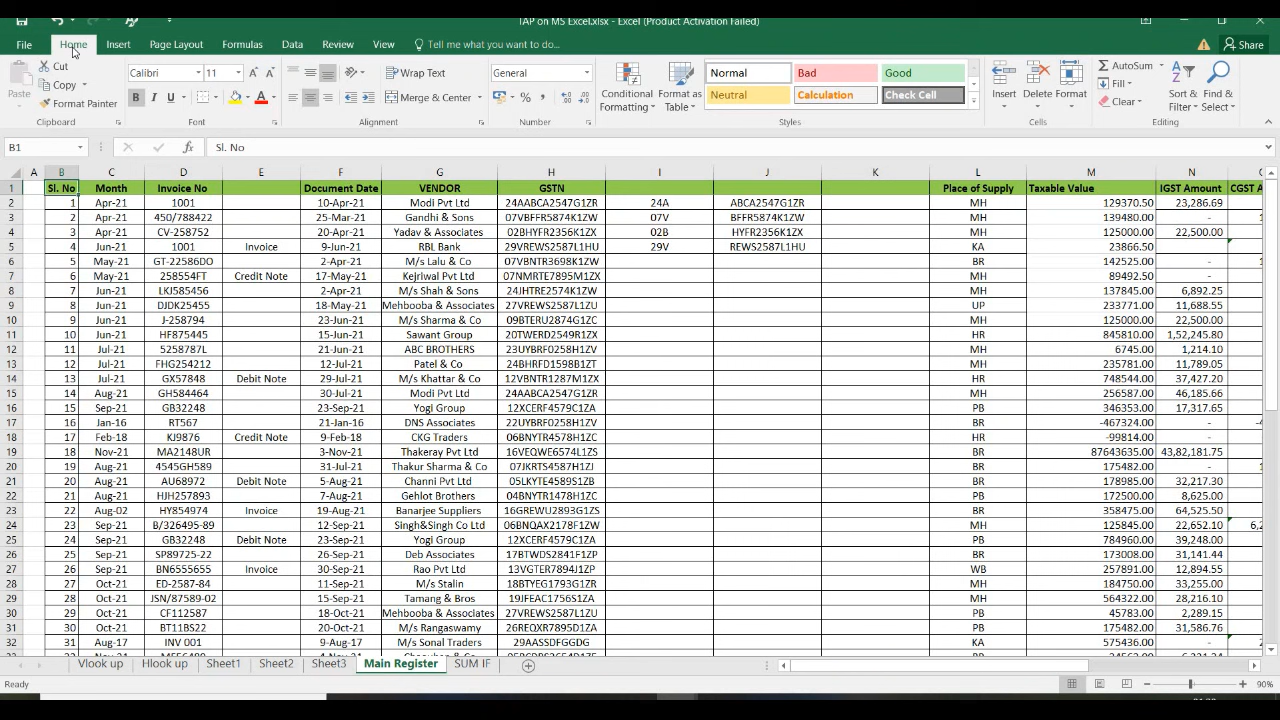 TAP on MS Excel.xlsx - Excel (Product Activation Failed)
File Home Insert Page Layout Formulas Data Review View Tell me what you want to do... Share
Paste Cut Copy Format Painter Clipboard
Calibri 11 B I U A A A Font
Wrap Text Merge & Center Alignment
General % , Number
Conditional Formatting Format as Table Normal Bad Good Neutral Calculation Check Cell Styles
Insert Delete Format Cells
AutoSum Fill Clear Sort & Filter Find & Select Editing
B1 fx Sl. No
A B C D E F G H I J K L M N
1 Sl. No Month Invoice No Document Date VENDOR GSTN Place of Supply Taxable Value IGST Amount CGST A
2 1 Apr-21 1001 10-Apr-21 Modi Pvt Ltd 24AABCA2547G1ZR 24A ABCA2547G1ZR MH 129370.50 23,286.69
3 2 Apr-21 450/788422 25-Mar-21 Gandhi & Sons 07VBFFR5874K1ZW 07V BFFR5874K1ZW MH 139480.00 -
4 3 Apr-21 CV-258752 20-Apr-21 Yadav & Associates 02BHYFIR2356K1ZX 02B HYFIR2356K1ZX MH 125000.00 22,500.00
5 4 Jun-21 1001 Invoice 9-Jun-21 RBL Bank 29VREWS2587L1HU 29V REWS2587L1HU KA 23866.50 -
6 5 May-21 GT-22586DO 2-Apr-21 M/s Lalu & Co 07VBNTR3698K1ZW BR 142525.00 -
7 6 May-21 258554FT Credit Note 17-May-21 Kejriwal Pvt Ltd 07NMRTE7895M1ZX MH 89492.50 -
8 7 Jun-21 LKJ585456 2-Apr-21 M/s Shah & Sons 24JHTRE2574K1ZW MH 137845.00 6,892.25
9 8 Jun-21 DJDK25455 18-May-21 Mehbooba & Associates 27VREWS2587L1ZU UP 233771.00 11,688.55
10 9 Jun-21 J-258794 23-Jun-21 M/s Sharma & Co 09BTERU2874G1ZC MH 125000.00 22,500.00
11 10 Jun-21 HF875445 15-Jun-21 Sawant Group 20TWERC2549R1ZX HR 845810.00 1,52,245.80
12 11 Jul-21 5258787L 21-Jun-21 ABC BROTHERS 23UYBRF0258H1ZV MH 6745.00 1,214.10
13 12 Jul-21 FHG254212 12-Jul-21 Patel & Co 24BHRFD1598B1ZT MH 235781.00 11,789.05
14 13 Jul-21 GX57848 Debit Note 29-Jul-21 M/s Khattar & Co 12VBNTR1287M1ZX HR 748544.00 37,427.20
15 14 Aug-21 GH584464 30-Jul-21 Modi Pvt Ltd 24AABCA2547G1ZR MH 256587.00 46,185.66
16 15 Sep-21 GB32248 23-Sep-21 Yogi Group 12XCERF4579C1ZA PB 346353.00 17,317.65
17 16 Jan-16 RT567 21-Jan-16 DNS Associates 22UYBRF0258H1ZV BR -467324.00 -
18 17 Feb-18 KJ9876 Credit Note 9-Feb-18 CKG Traders 06BNYTR4578H1ZC HR -99814.00 -
19 18 Nov-21 MA2148UR 3-Nov-21 Thakeray Pvt Ltd 16VEQWE6574L1ZS BR 87643635.00 43,82,181.75
20 19 Aug-21 4545GH589 31-Jul-21 Thakur Sharma & Co 07JKRTS4587H1ZJ BR 175482.00 -
21 20 Aug-21 AU68972 Debit Note 5-Aug-21 Channi Pvt Ltd 05LKYTE4589S1ZB BR 178985.00 32,217.30
22 21 Aug-21 HJH257893 7-Aug-21 Gehlot Brothers 04BNYTR1478H1ZC PB 172500.00 8,625.00
23 22 Aug-02 HY854974 Invoice 19-Aug-21 Banarjee Suppliers 17BHYRE6987G1ZR BR 358475.00 64,525.50
24 23 Sep-21 B/326495-89 12-Sep-21 Singh&Singh Co Ltd 06BNQAX2178F1ZW MH 125845.00 22,652.10 6,2
25 24 Sep-21 GB32248 Debit Note 23-Sep-21 Yogi Group 12XCERF4579C1ZA PB 784960.00 39,248.00
26 25 Sep-21 SP89725-22 26-Sep-21 Deb Associates 17BTWDS2841F1ZP BR 173008.00 31,141.44
27 26 Sep-21 BN6555655 Invoice 30-Sep-21 Rao Pvt Ltd 13VGTER7894J1ZP WB 257891.00 12,894.55
28 27 Oct-21 ED-2587-84 11-Sep-21 M/s Stalin 18BTYEG1793G1ZR MH 184750.00 33,255.00
29 28 Oct-21 JSN/87589-02 15-Sep-21 Tamang & Bros 19JFEAC1756S1ZA MH 564322.00 28,216.10
30 29 Oct-21 CF112587 18-Oct-21 Mehbooba & Associates 27VREWS2587L1ZU PB 45783.00 2,289.15
31 30 Oct-21 BT11BS22 20-Oct-21 M/s Rangaswamy 26REOXR7895D1ZA PB 175482.00 31,586.76
32 31 Aug-17 INV 001 9-Aug-17 M/s Sonal Traders 29AASSDFGGDG KA 575436.00 -
Vlook up Hlook up Sheet1 Sheet2 Sheet3 Main Register SUM IF
Ready 90%